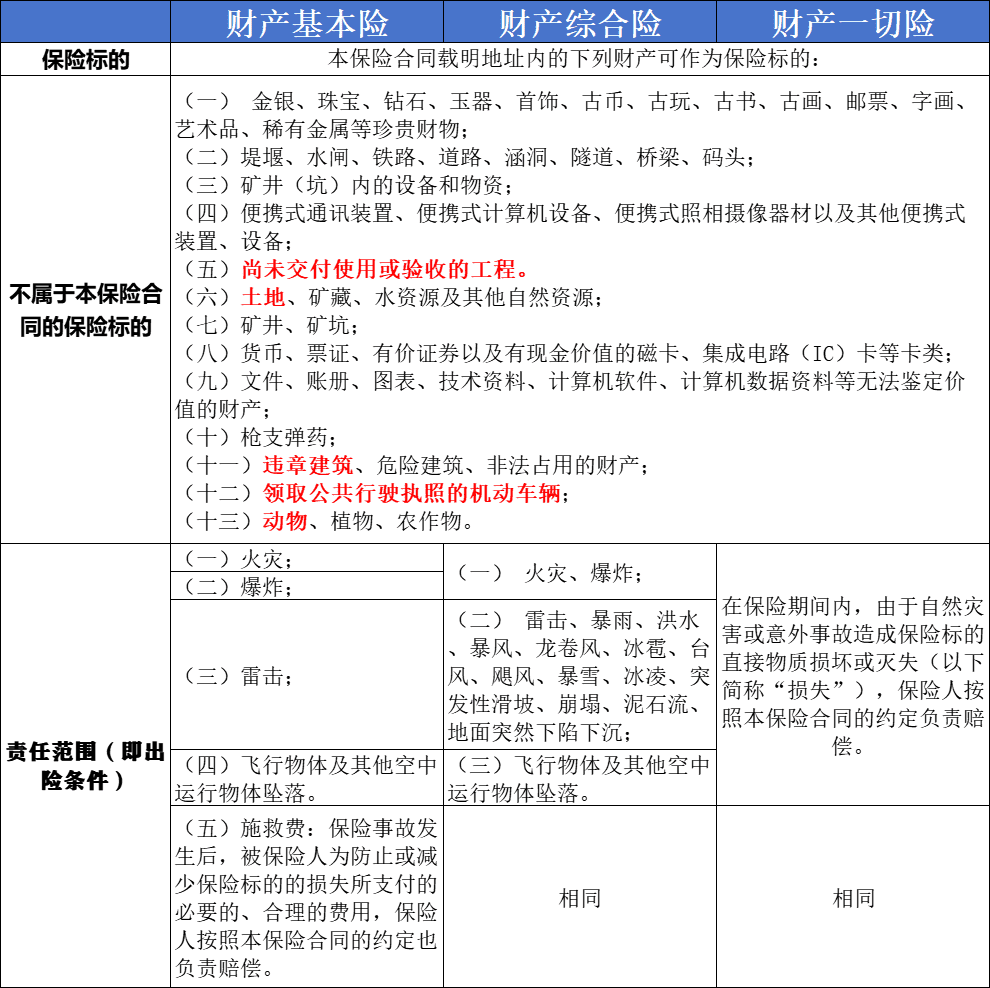 财产基本险
财产综合险
财产一切险
保险标的
本保险合同载明地址内的下列财产可作为保险标的：
不属于本保险合
同的保险标的
（一） 金银、珠宝、钻石、玉器、首饰、古币、古玩、古书、古画、邮票、字画、
艺术品、稀有金属等珍贵财物；
（二）堤堰、水闸、铁路、道路、涵洞、隧道、桥梁、码头；
（三）矿井（坑）内的设备和物资；
（四）便携式通讯装置、便携式计算机设备、便携式照相摄像器材以及其他便携式
装置、设备；
（五）尚未交付使用或验收的工程。
（六）土地、矿藏、水资源及其他自然资源；
（七）矿井、矿坑；
（八）货币、票证、有价证券以及有现金价值的磁卡、集成电路（IC）卡等卡类；
（九）文件、账册、图表、技术资料、计算机软件、计算机数据资料等无法鉴定价
值的财产；
（十）枪支弹药；
（十一）违章建筑、危险建筑、非法占用的财产；
（十二）领取公共行驶执照的机动车辆；
（十三）动物、植物、农作物。
责任范围（即出
险条件）
（一）火灾；
（二）爆炸；
（三）雷击；
（四）飞行物体及其他空中
运行物体坠落。
（五）施救费：保险事故发
生后，被保险人为防止或减
少保险标的的损失所支付的
必要的、合理的费用，保险
人按照本保险合同的约定也
负责赔偿。
（一） 火灾、爆炸；
（二） 雷击、暴雨、洪水
、暴风、龙卷风、冰雹、台
风、飓风、暴雪、冰凌、突
发性滑坡、崩塌、泥石流、
地面突然下陷下沉；
（三）飞行物体及其他空中
运行物体坠落。
相同
在保险期间内，由于自然灾
害或意外事故造成保险标的
直接物质损坏或灭失（以下
简称“损失”），保险人按
照本保险合同的约定负责赔
偿。
相同